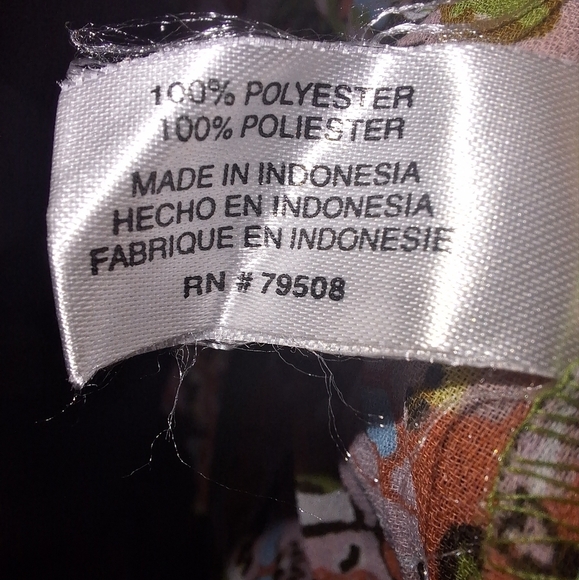 100% POLYESTER
100% POLIESTER
MADE IN INDONESIA
HECHO EN INDONESIA
FABRIQUE EN INDONESIE
RN # 79508